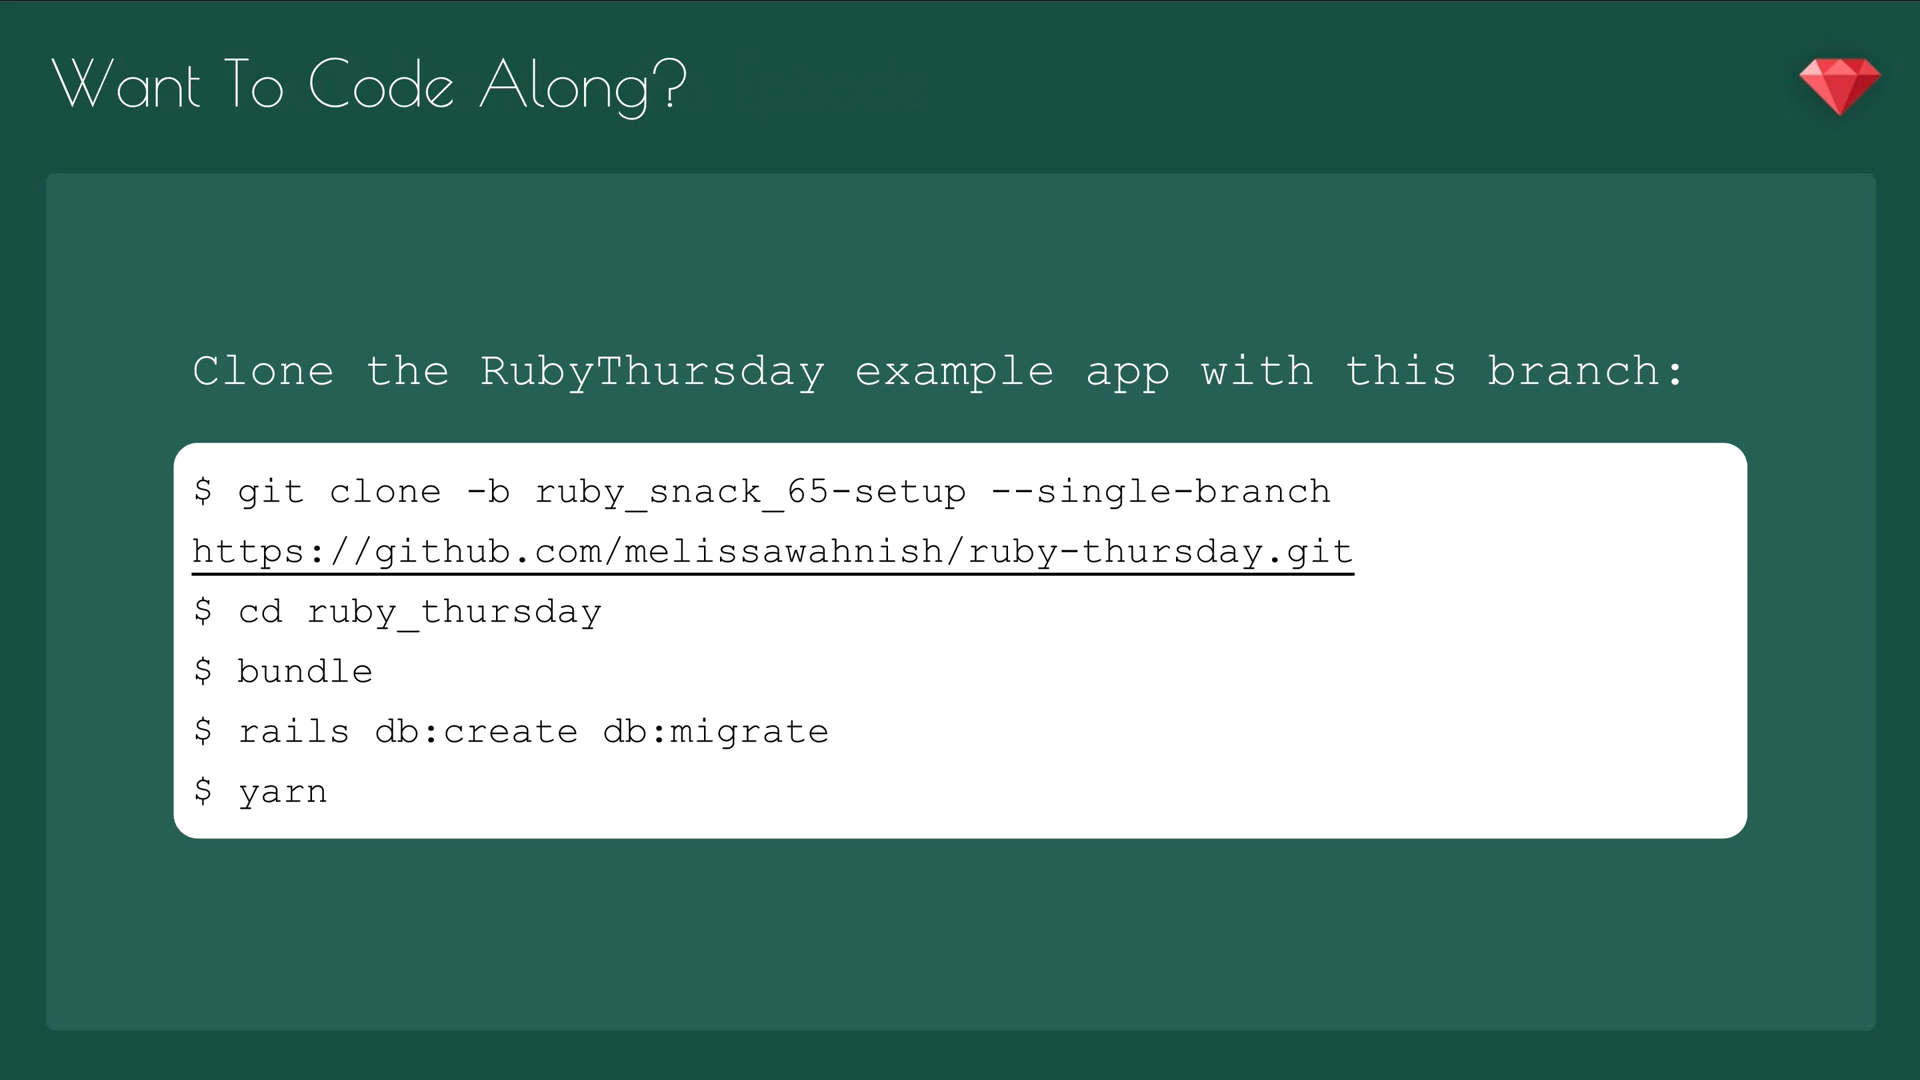 Want To Code Along?
Clone the RubyThursday example app with this branch:
$ git clone -b ruby_snack_65-setup --single-branch
https://github.com/melissawahnish/ruby-thursday.git
$ cd ruby_thursday
$ bundle
$ rails db:create db:migrate
$ yarn